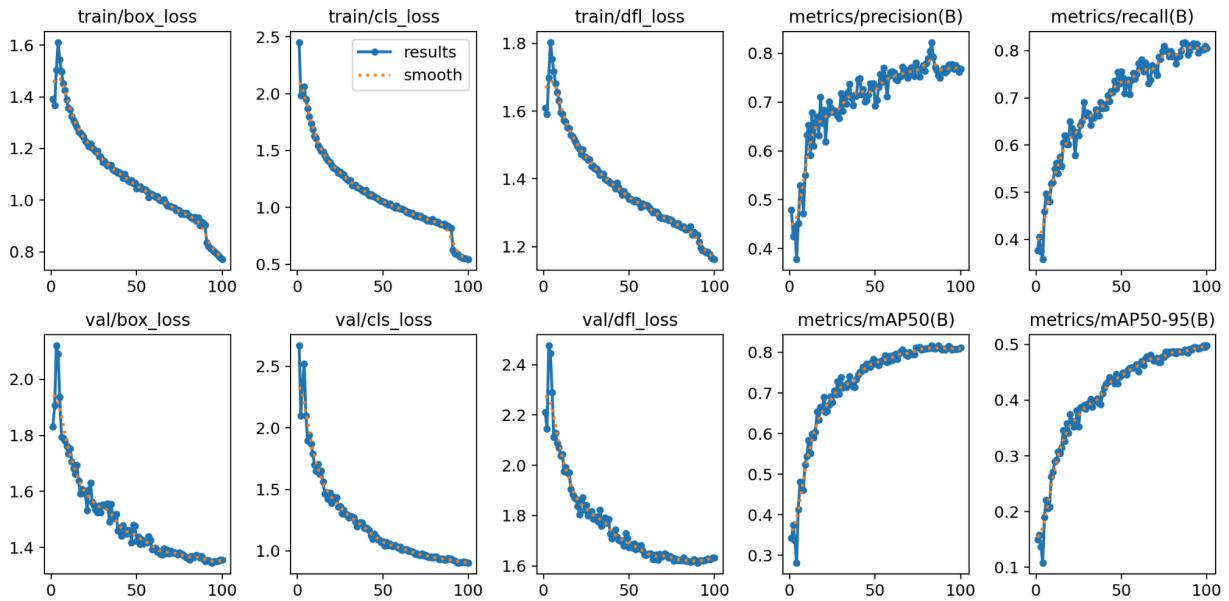 train/box_loss
train/cls_loss
train/dfl_loss
metrics/precision(B)
metrics/recall(B)
1.6
1.4
1.2
1.0
0.8
0 50 100
2.5
2.0
1.5
1.0
0.5
0 50 100
results
smooth
1.8
1.6
1.4
1.2
0 50 100
0.8
0.7
0.6
0.5
0.4
0 50 100
0.8
0.7
0.6
0.5
0.4
0 50 100
val/box_loss
val/cls_loss
val/dfl_loss
metrics/mAP50(B)
metrics/mAP50-95(B)
2.0
1.8
1.6
1.4
0 50 100
2.5
2.0
1.5
1.0
0 50 100
2.4
2.2
2.0
1.8
1.6
0 50 100
0.8
0.7
0.6
0.5
0.4
0.3
0 50 100
0.5
0.4
0.3
0.2
0.1
0 50 100